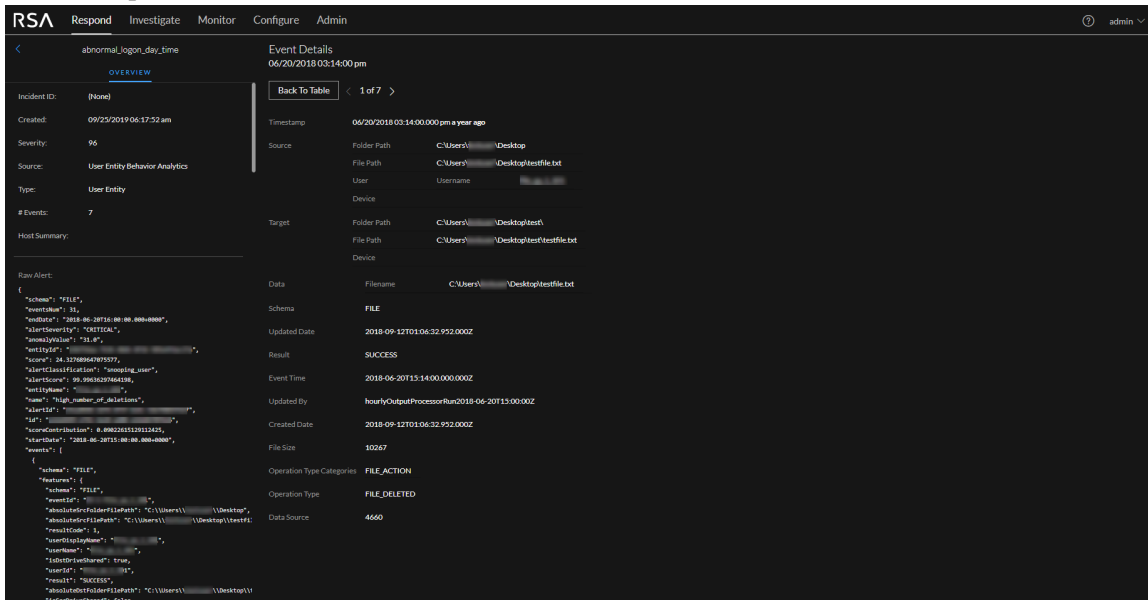 RSA Respond Investigate Monitor Configure Admin admin
abnormal_logon_day_time
OVERVIEW
Incident ID: (None)
Created: 09/25/2019 06:17:52 am
Severity: 96
Source: User Entity Behavior Analytics
Type: User Entity
# Events: 7
Host Summary:
Raw Alert:
{
"schema": "FILE",
"eventsNum": 31,
"endDate": "2018-06-20T16:00:00.000+0000",
"alertSeverity": "CRITICAL",
"anomalyValue": "31.0",
"entityId": "
",
"score": 24.327689647075577,
"alertClassification": "snooping_user",
"alertScore": 99.99636297464198,
"entityName": "
",
"name": "high_number_of_deletions",
"alertId": "
",
"id": "
",
"scoreContribution": 0.09022615129112425,
"startDate": "2018-06-20T15:00:00.000+0000",
"events": [
{
"schema": "FILE",
"features": {
"schema": "FILE",
"eventId": "
",
"absoluteSrcFolderFilePath": "C:\\Users\\ \\Desktop",
"absoluteSrcFilePath": "C:\\Users\\ \\Desktop\\testfil
"resultCode": 1,
"userDisplayName": "
",
"userName": "
",
"isDstDriveShared": true,
"userId": "
",
"result": "SUCCESS",
"absoluteDstFolderFilePath": "C:\\Users\\ \\Desktop\\t
Event Details
06/20/2018 03:14:00 pm
Back To Table < 1 of 7 >
Timestamp 06/20/2018 03:14:00.000 pm a year ago
Source Folder Path C:\Users\ \Desktop
File Path C:\Users\ \Desktop\testfile.txt
User Username
Device
Target Folder Path C:\Users\ \Desktop\test\
File Path C:\Users\ \Desktop\test\testfile.txt
Device
Data Filename C:\Users\ \Desktop\testfile.txt
Schema FILE
Updated Date 2018-09-12T01:06:32.952.000Z
Result SUCCESS
Event Time 2018-06-20T15:14:00.000.000Z
Updated By hourlyOutputProcessorRun2018-06-20T15:00:00Z
Created Date 2018-09-12T01:06:32.952.000Z
File Size 10267
Operation Type Categories FILE_ACTION
Operation Type FILE_DELETED
Data Source 4660